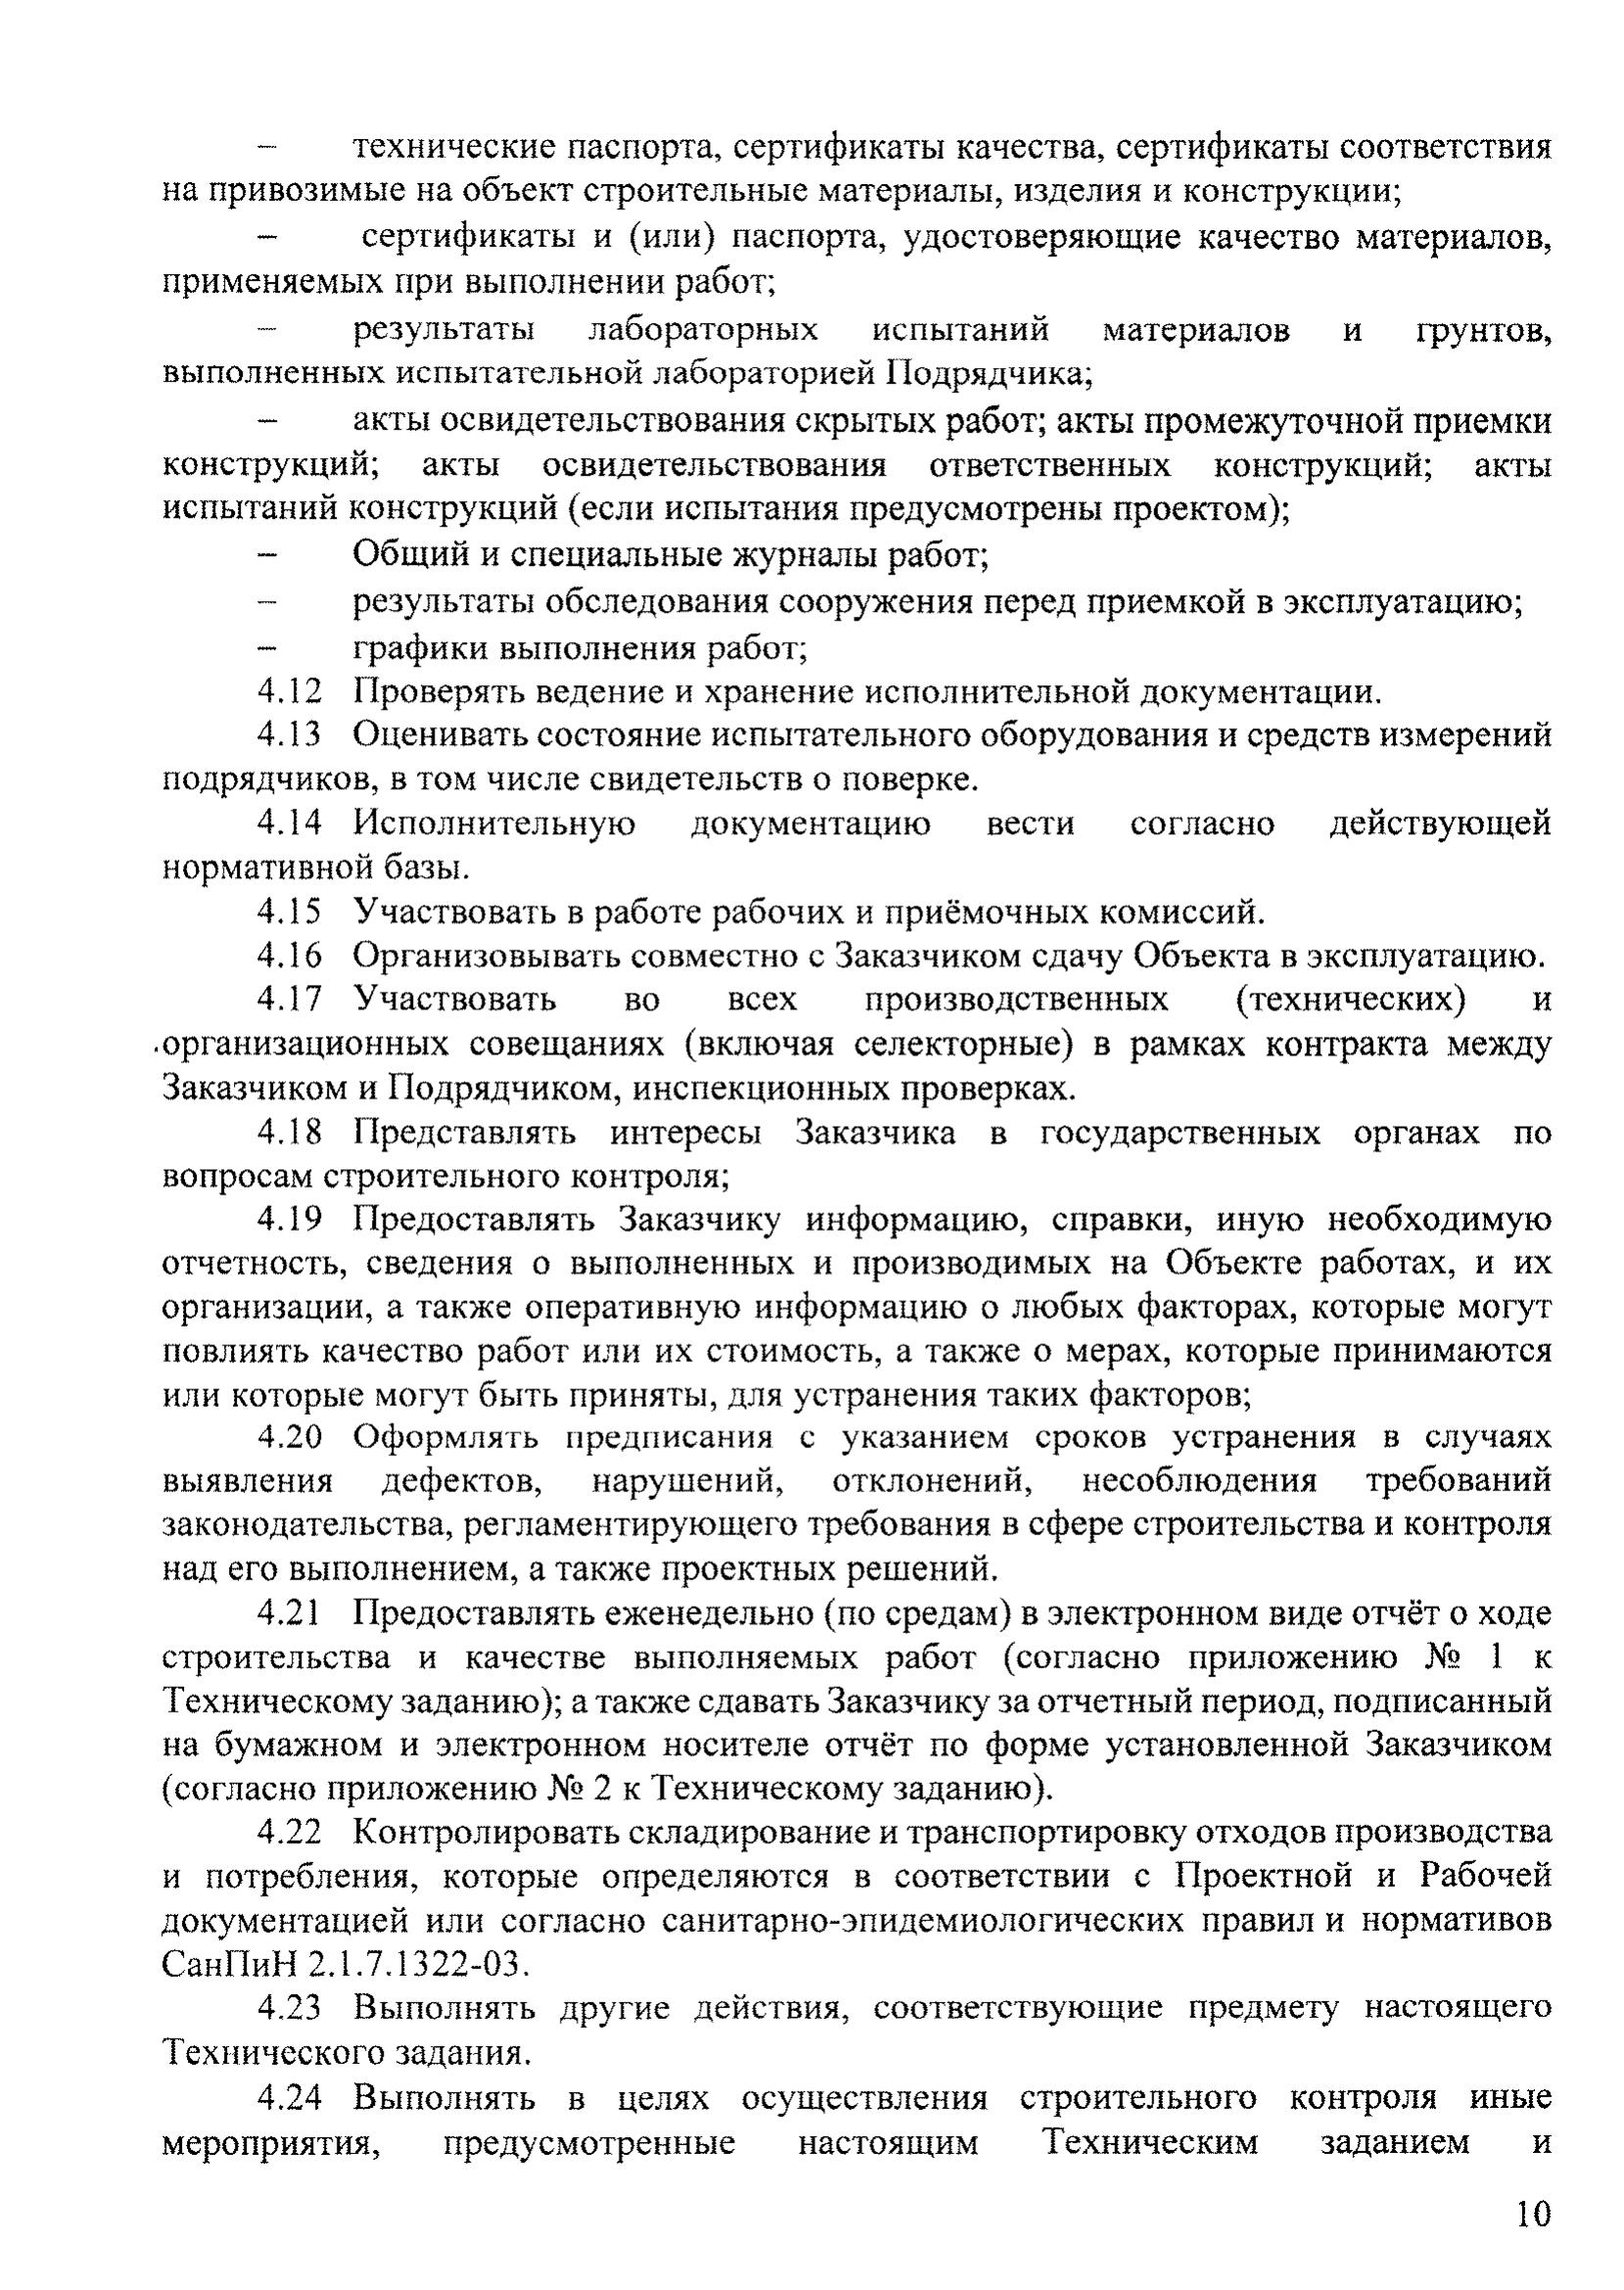 – технические паспорта, сертификаты качества, сертификаты соответствия
на привозимые на объект строительные материалы, изделия и конструкции;
– сертификаты и (или) паспорта, удостоверяющие качество материалов,
применяемых при выполнении работ;
– результаты лабораторных испытаний материалов и грунтов,
выполненных испытательной лабораторией Подрядчика;
– акты освидетельствования скрытых работ; акты промежуточной приемки
конструкций; акты освидетельствования ответственных конструкций; акты
испытаний конструкций (если испытания предусмотрены проектом);
– Общий и специальные журналы работ;
– результаты обследования сооружения перед приемкой в эксплуатацию;
– графики выполнения работ;
4.12 Проверять ведение и хранение исполнительной документации.
4.13 Оценивать состояние испытательного оборудования и средств измерений
подрядчиков, в том числе свидетельств о поверке.
4.14 Исполнительную документацию вести согласно действующей
нормативной базы.
4.15 Участвовать в работе рабочих и приёмочных комиссий.
4.16 Организовывать совместно с Заказчиком сдачу Объекта в эксплуатацию.
4.17 Участвовать во всех производственных (технических) и
организационных совещаниях (включая селекторные) в рамках контракта между
Заказчиком и Подрядчиком, инспекционных проверках.
4.18 Представлять интересы Заказчика в государственных органах по
вопросам строительного контроля;
4.19 Предоставлять Заказчику информацию, справки, иную необходимую
отчетность, сведения о выполненных и производимых на Объекте работах, и их
организации, а также оперативную информацию о любых факторах, которые могут
повлиять качество работ или их стоимость, а также о мерах, которые принимаются
или которые могут быть приняты, для устранения таких факторов;
4.20 Оформлять предписания с указанием сроков устранения в случаях
выявления дефектов, нарушений, отклонений, несоблюдения требований
законодательства, регламентирующего требования в сфере строительства и контроля
над его выполнением, а также проектных решений.
4.21 Предоставлять еженедельно (по средам) в электронном виде отчёт о ходе
строительства и качестве выполняемых работ (согласно приложению № 1 к
Техническому заданию); а также сдавать Заказчику за отчетный период, подписанный
на бумажном и электронном носителе отчёт по форме установленной Заказчиком
(согласно приложению № 2 к Техническому заданию).
4.22 Контролировать складирование и транспортировку отходов производства
и потребления, которые определяются в соответствии с Проектной и Рабочей
документацией или согласно санитарно-эпидемиологических правил и нормативов
СанПиН 2.1.7.1322-03.
4.23 Выполнять другие действия, соответствующие предмету настоящего
Технического задания.
4.24 Выполнять в целях осуществления строительного контроля иные
мероприятия, предусмотренные настоящим Техническим заданием и
10